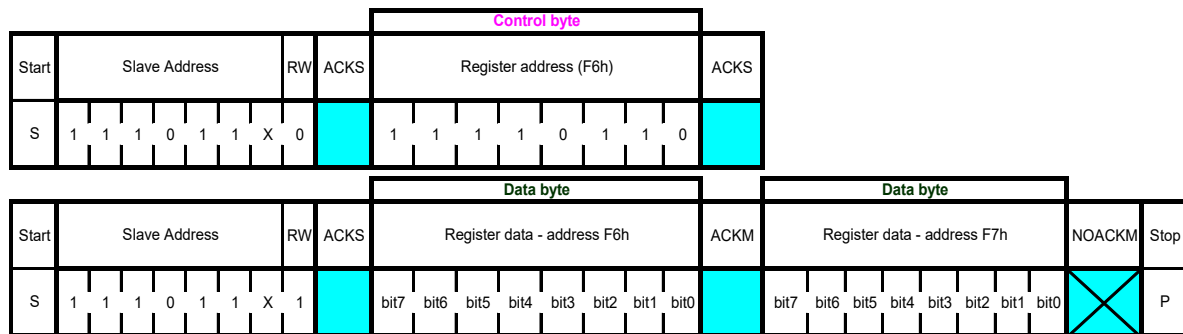 Control byte
Start Slave Address RW ACKS Register address (F6h) ACKS
S 1 1 1 0 1 1 X 0 1 1 1 1 0 1 1 0
Data byte Data byte
Start Slave Address RW ACKS Register data - address F6h ACKM Register data - address F7h NOACKM Stop
S 1 1 1 0 1 1 X 1 bit7 bit6 bit5 bit4 bit3 bit2 bit1 bit0 bit7 bit6 bit5 bit4 bit3 bit2 bit1 bit0 P